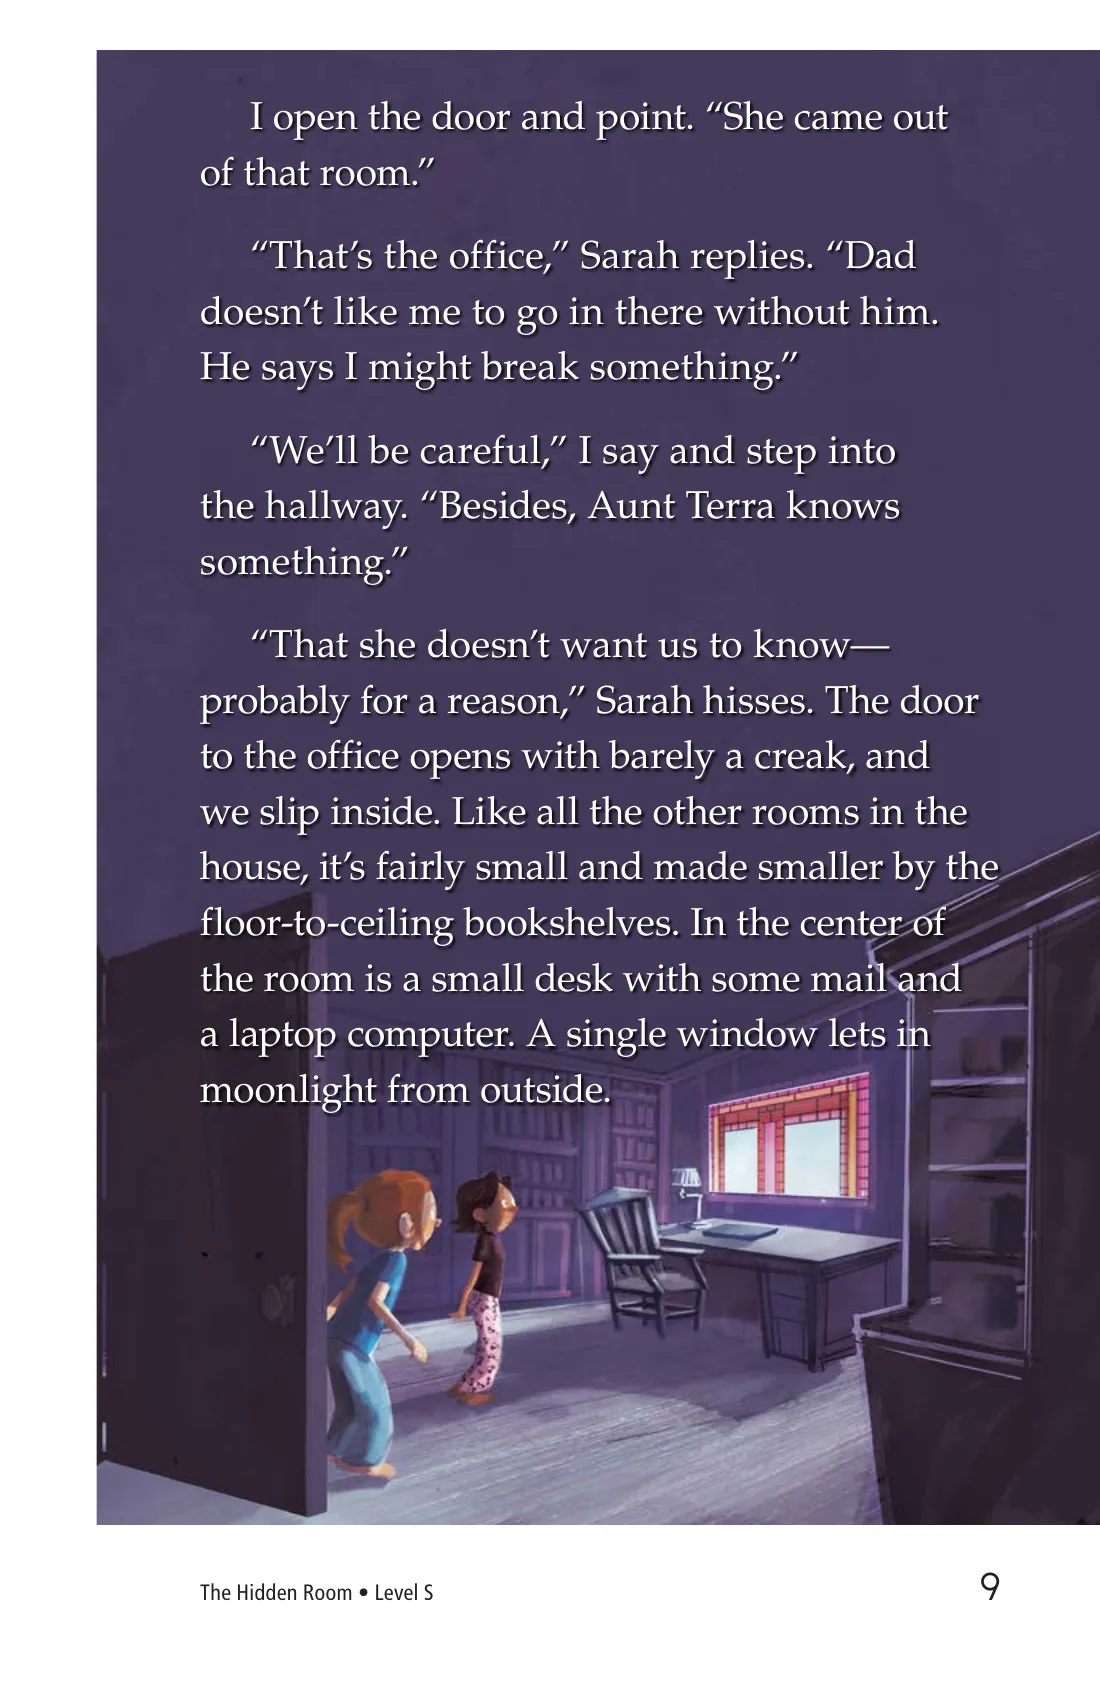 I open the door and point. “She came out
of that room.”
“That’s the office,” Sarah replies. “Dad
doesn’t like me to go in there without him.
He says I might break something.”
“We’ll be careful,” I say and step into
the hallway. “Besides, Aunt Terra knows
something.”
“That she doesn’t want us to know—
probably for a reason,” Sarah hisses. The door
to the office opens with barely a creak, and
we slip inside. Like all the other rooms in the
house, it’s fairly small and made smaller by the
floor-to-ceiling bookshelves. In the center of
the room is a small desk with some mail and
a laptop computer. A single window lets in
moonlight from outside.
The Hidden Room • Level S
9